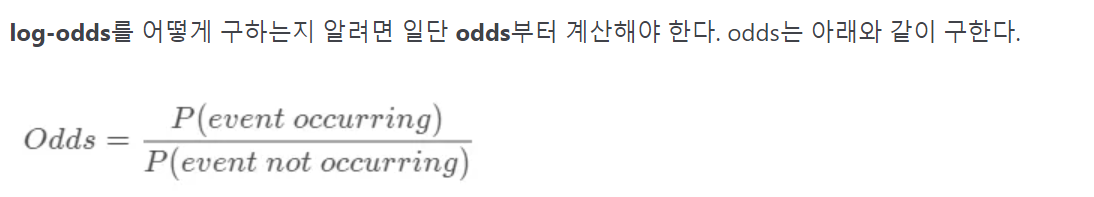 log-odds를 어떻게 구하는지 알려면 일단 odds부터 계산해야 한다. odds는 아래와 같이 구한다.
Odds = P(event occurring) / P(event not occurring)